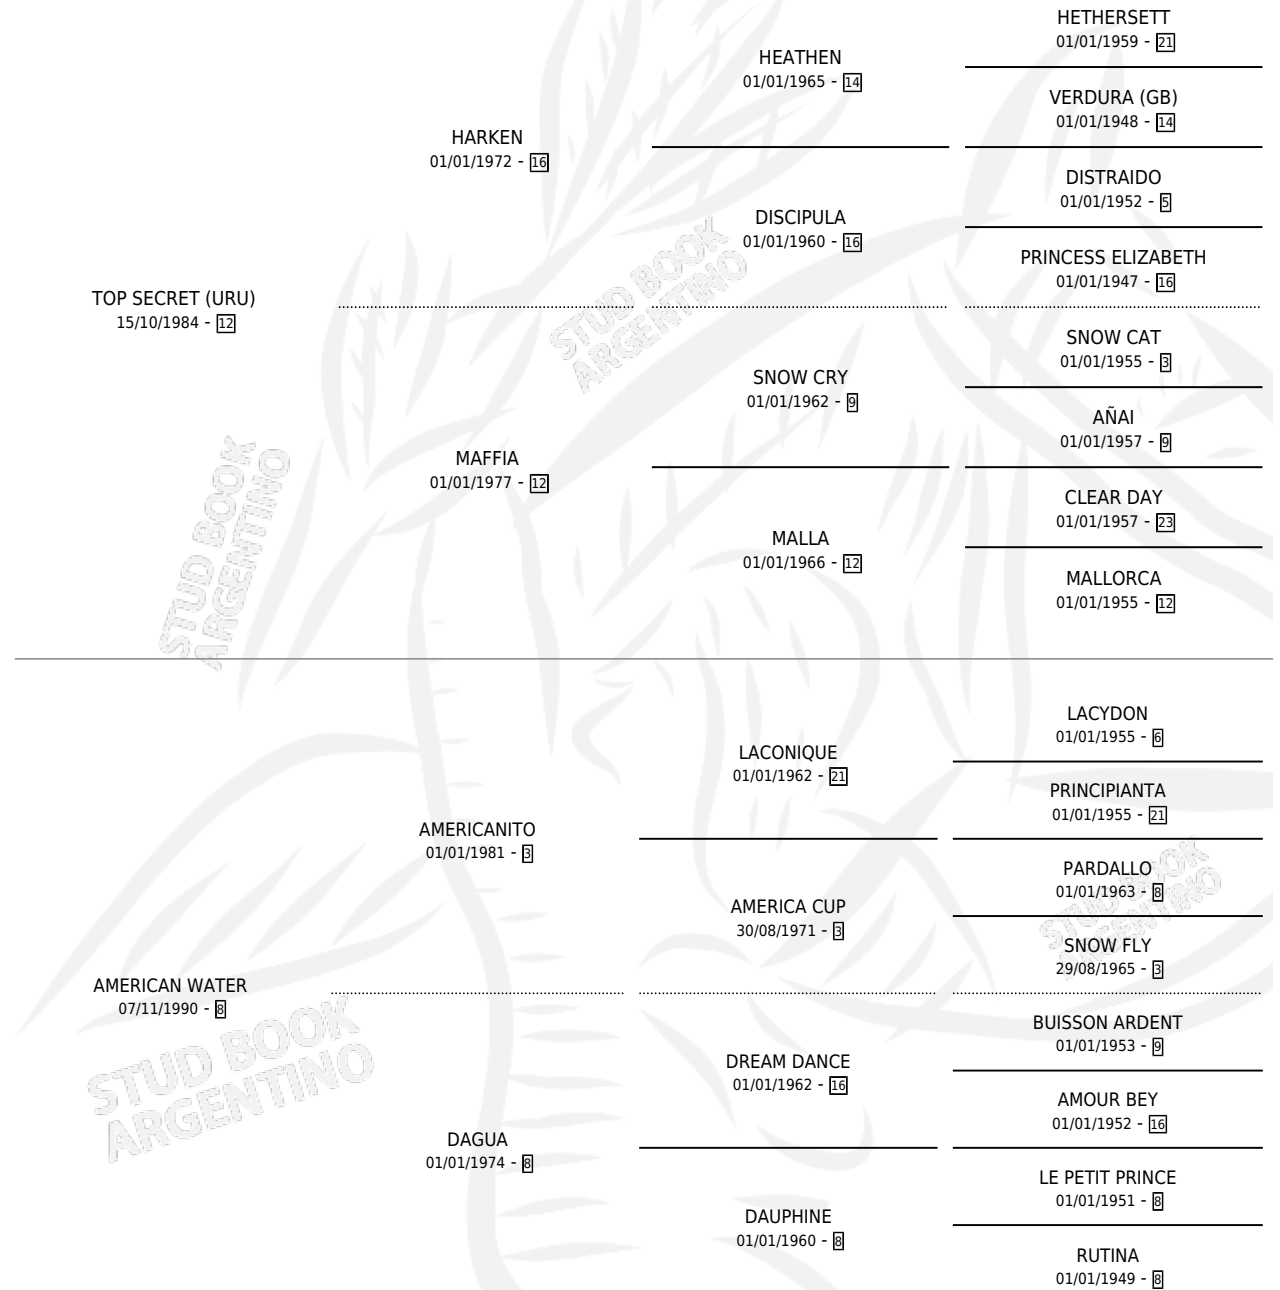 HETHERSETT
01/01/1959 - 21
HEATHEN
01/01/1965 - 14
VERDURA (GB)
01/01/1948 - 14
HARKEN
01/01/1972 - 16
DISTRAIDO
01/01/1952 - 5
DISCIPULA
01/01/1960 - 16
PRINCESS ELIZABETH
01/01/1947 - 16
TOP SECRET (URU)
15/10/1984 - 12
STUD BOOK
ARGENTINO
SNOW CAT
01/01/1955 - 3
SNOW CRY
01/01/1962 - 9
AÑAI
01/01/1957 - 9
MAFFIA
01/01/1977 - 12
CLEAR DAY
01/01/1957 - 23
MALLA
01/01/1966 - 12
MALLORCA
01/01/1955 - 12
STUD BOOK
ARGENTINO
LACYDON
01/01/1955 - 6
LACONIQUE
01/01/1962 - 21
PRINCIPIANTA
01/01/1955 - 21
AMERICANITO
01/01/1981 - 3
PARDALLO
01/01/1963 - 8
AMERICA CUP
30/08/1971 - 3
STUD BOOK
ARGENTINO
SNOW FLY
29/08/1965 - 3
AMERICAN WATER
07/11/1990 - 8
STUD BOOK
ARGENTINO
BUISSON ARDENT
01/01/1953 - 9
DREAM DANCE
01/01/1962 - 16
AMOUR BEY
01/01/1952 - 16
DAGUA
01/01/1974 - 8
LE PETIT PRINCE
01/01/1951 - 8
DAUPHINE
01/01/1960 - 8
RUTINA
01/01/1949 - 8